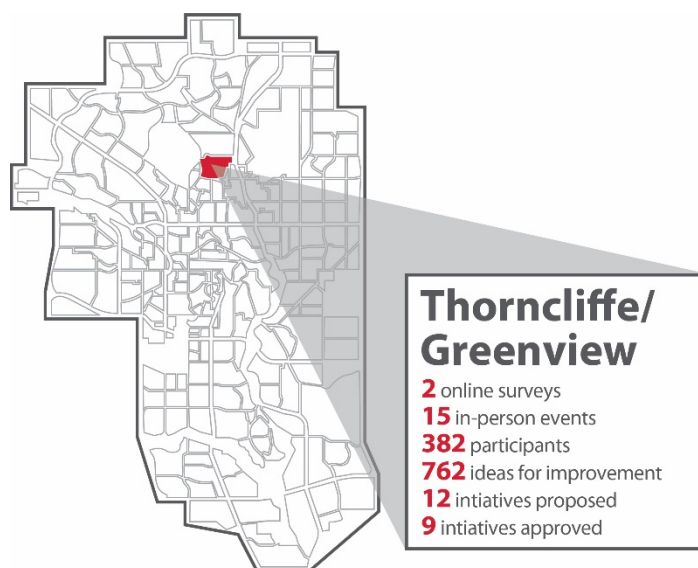 Thorncliffe/
Greenview
2 online surveys
15 in-person events
382 participants
762 ideas for improvement
12 intiatives proposed
9 intiatives approved